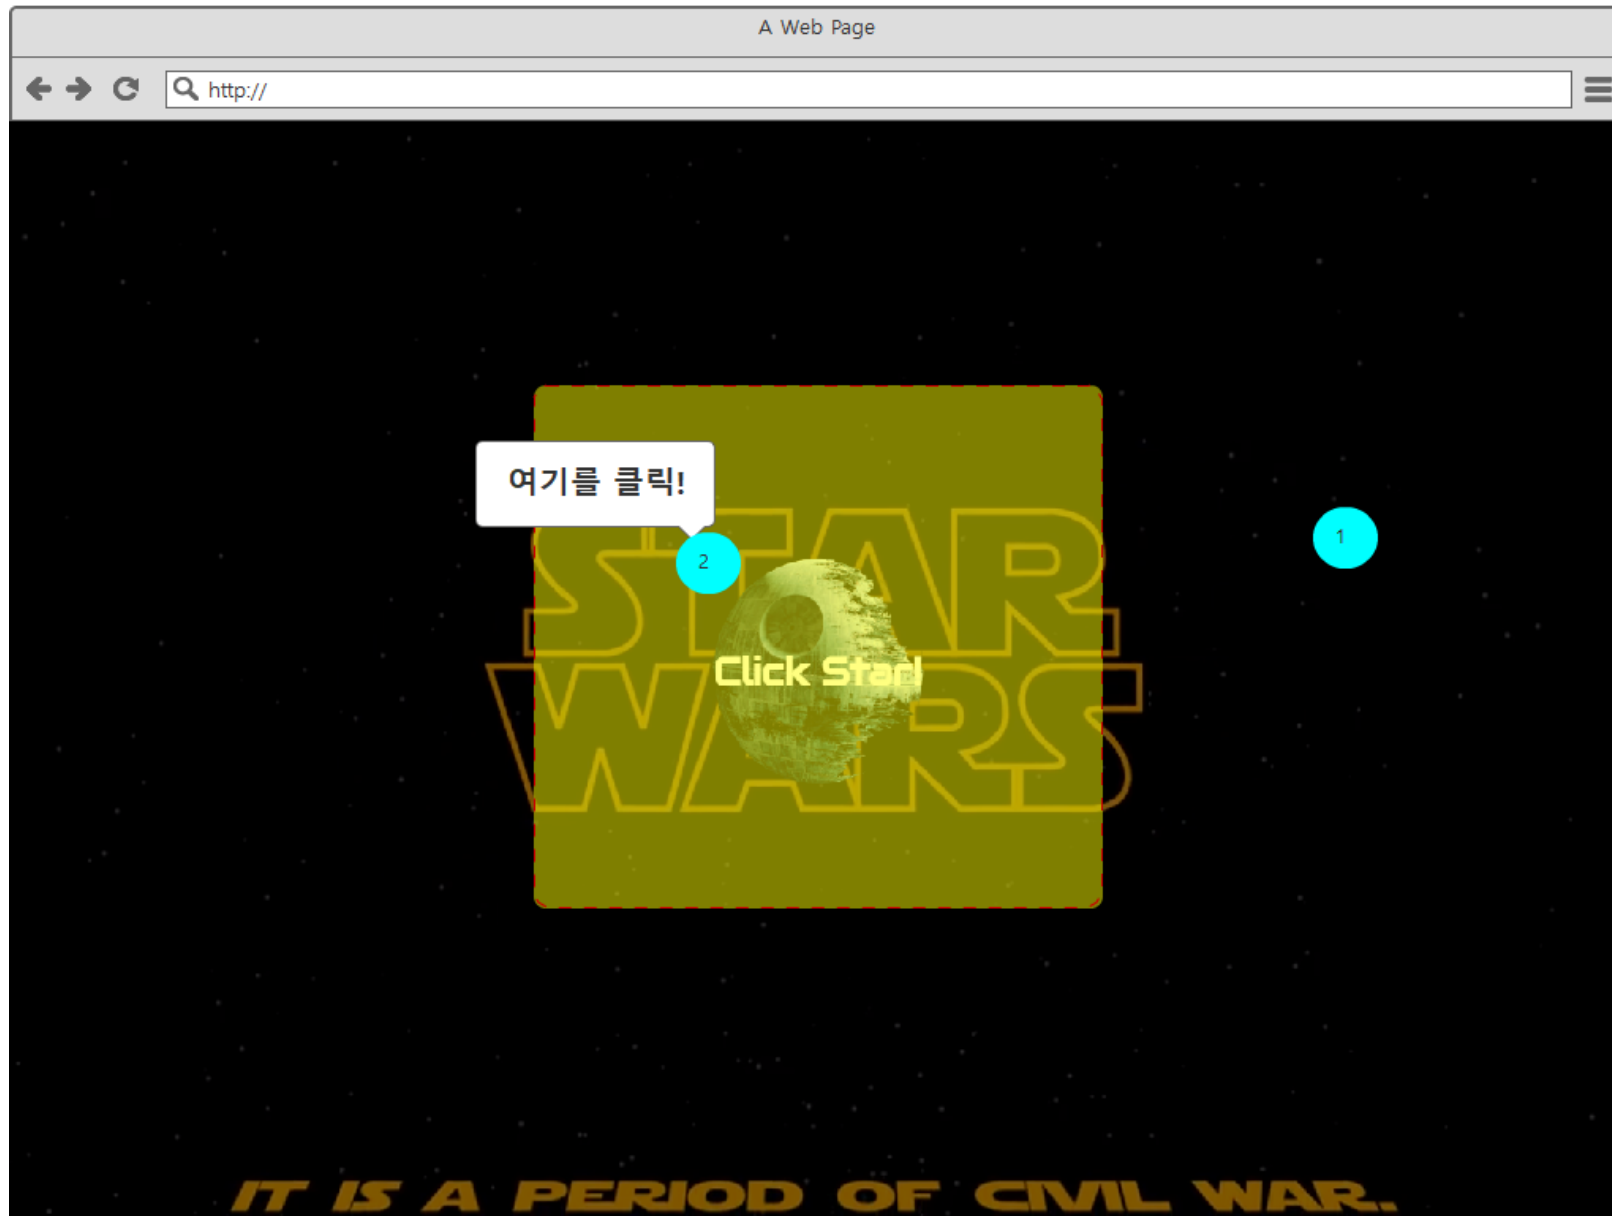 A Web Page
http://
여기를 클릭!
1
2
STAR
WARS
Click Star
IT IS A PERIOD OF CIVIL WAR.